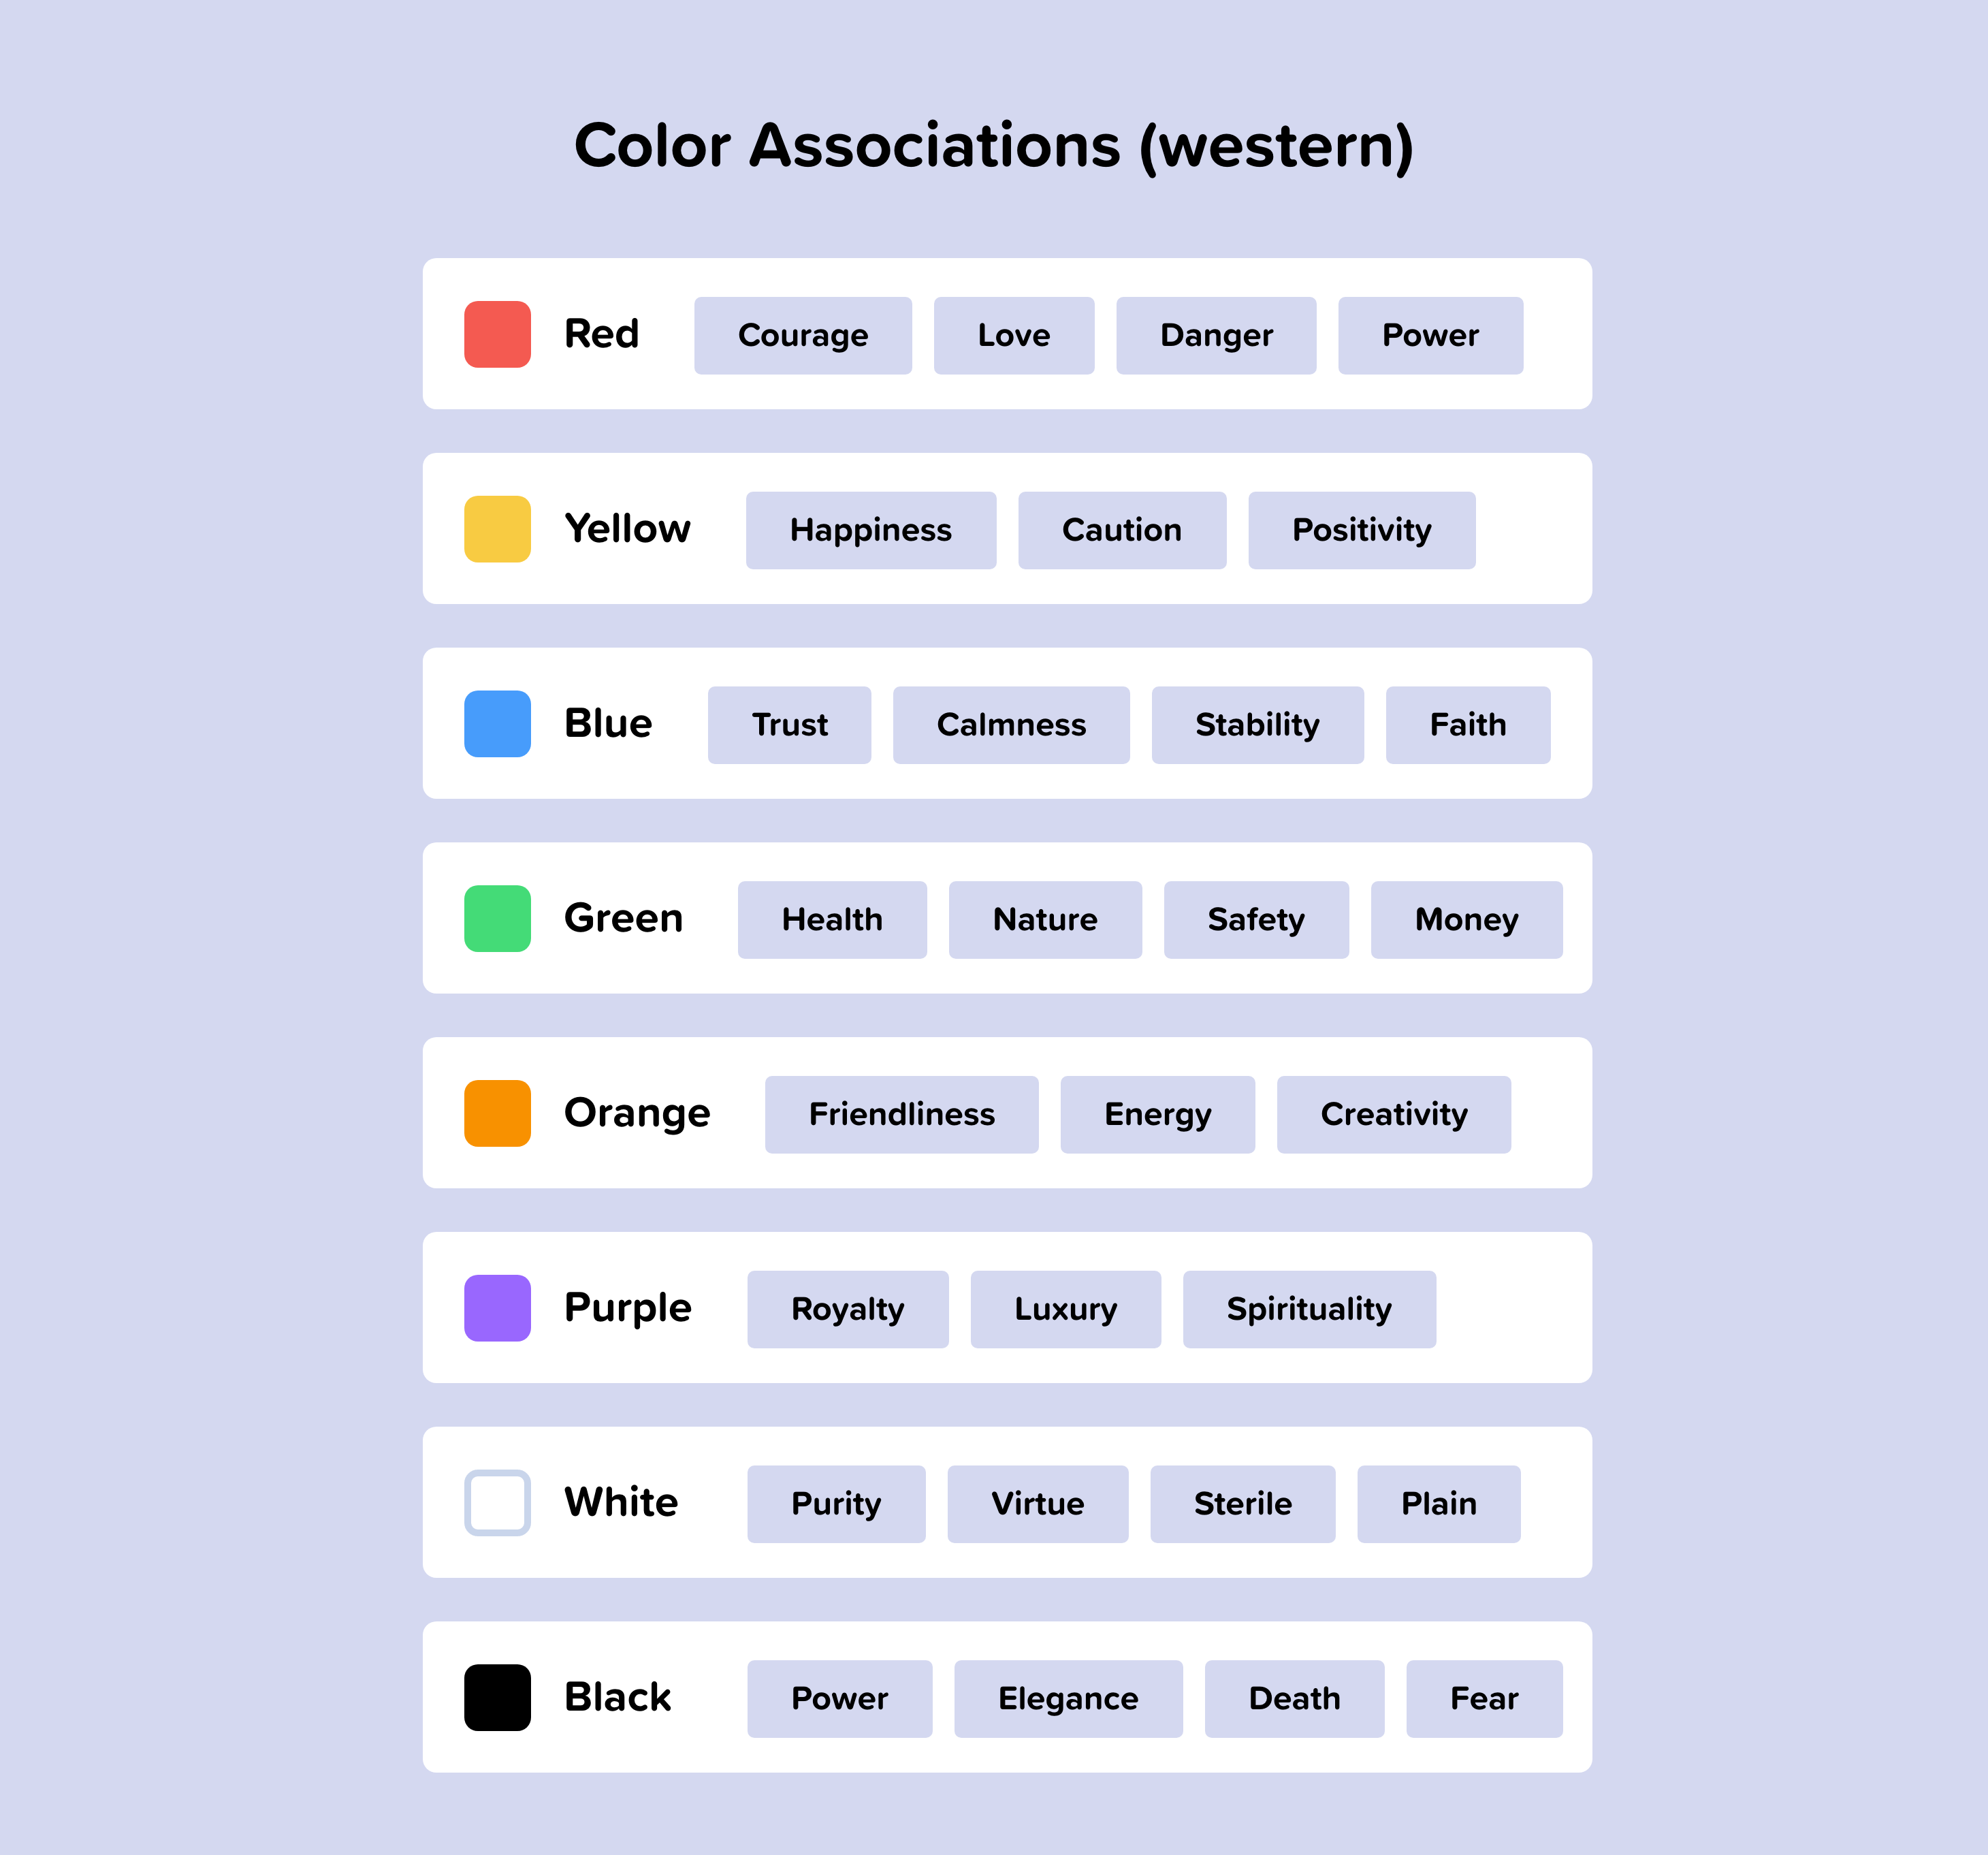 Color Associations (western)
Red Courage Love Danger Power
Yellow Happiness Caution Positivity
Blue Trust Calmness Stability Faith
Green Health Nature Safety Money
Orange Friendliness Energy Creativity
Purple Royalty Luxury Spirituality
White Purity Virtue Sterile Plain
Black Power Elegance Death Fear